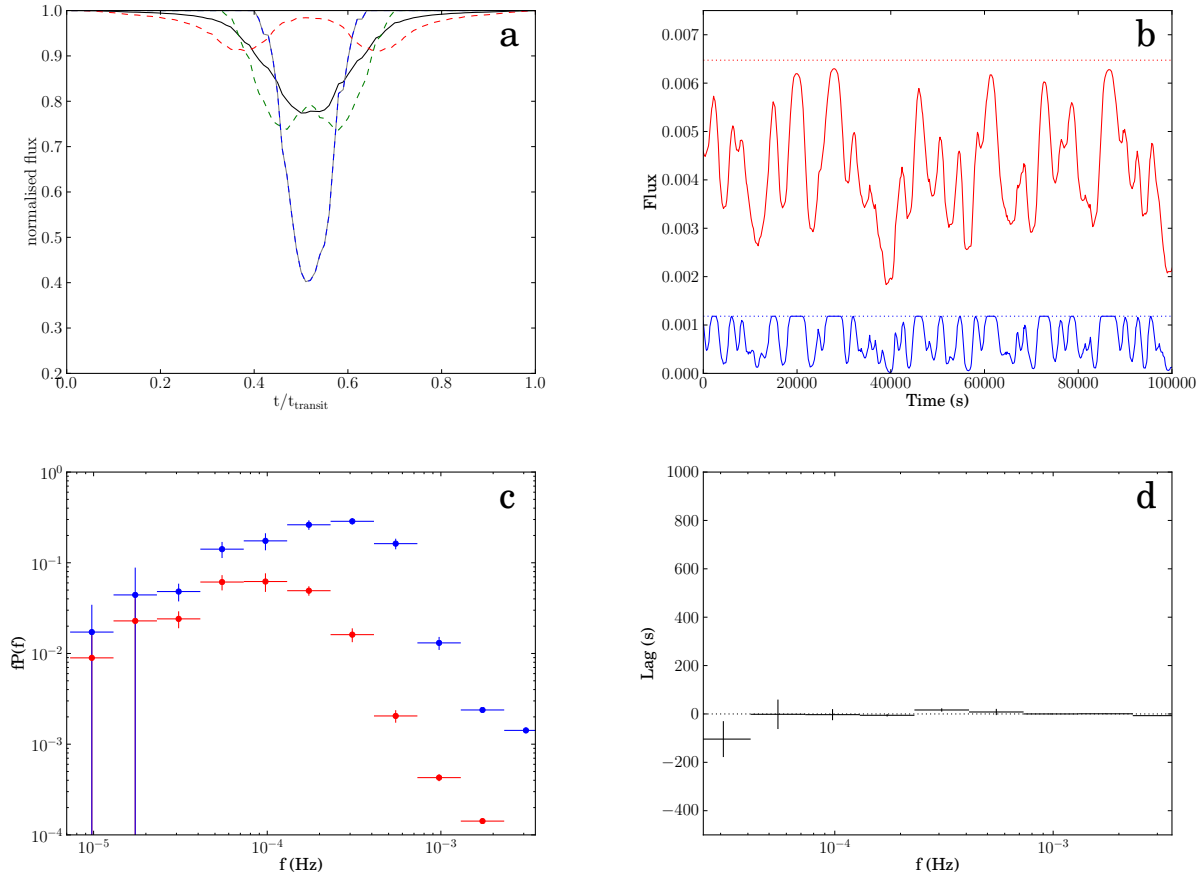 a
normalised flux
1.0
0.9
0.8
0.7
0.6
0.5
0.4
0.3
0.2
0.0 0.2 0.4 0.6 0.8 1.0
t/t_transit
b
Flux
0.007
0.006
0.005
0.004
0.003
0.002
0.001
0.000
0 20000 40000 60000 80000 100000
Time (s)
c
fP(f)
10^0
10^-1
10^-2
10^-3
10^-4
10^-5 10^-4 10^-3
f (Hz)
d
Lag (s)
1000
800
600
400
200
0
−200
−400
10^-4 10^-3
f (Hz)